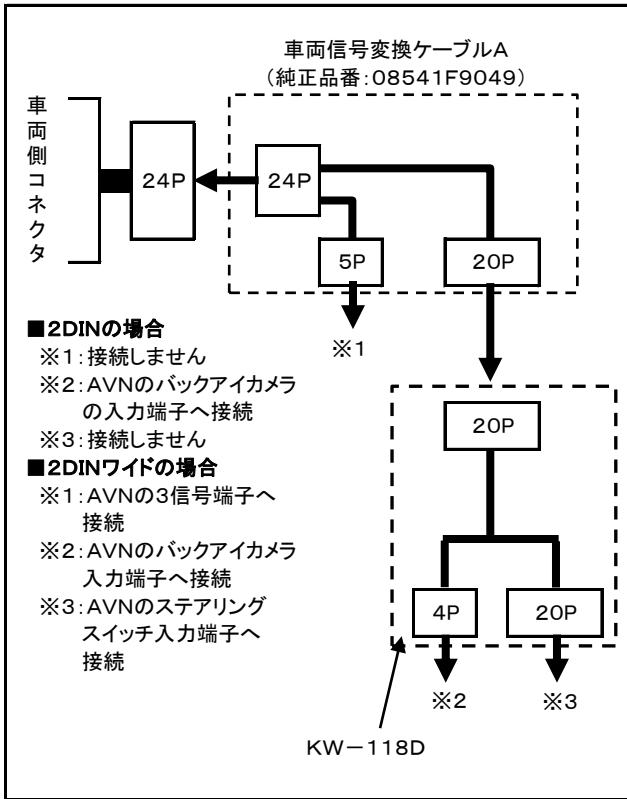 車両信号変換ケーブルA
（純正品番：08541F9049）
車両側コネクタ
24P
24P
5P
20P
※1
■2DINの場合
※1：接続しません
※2：AVNのバックアイカメラ
の入力端子へ接続
※3：接続しません
■2DINワイドの場合
※1：AVNの3信号端子へ
接続
※2：AVNのバックアイカメラ
入力端子へ接続
※3：AVNのステアリング
スイッチ入力端子へ
接続
20P
4P
20P
※2
※3
KW－118D